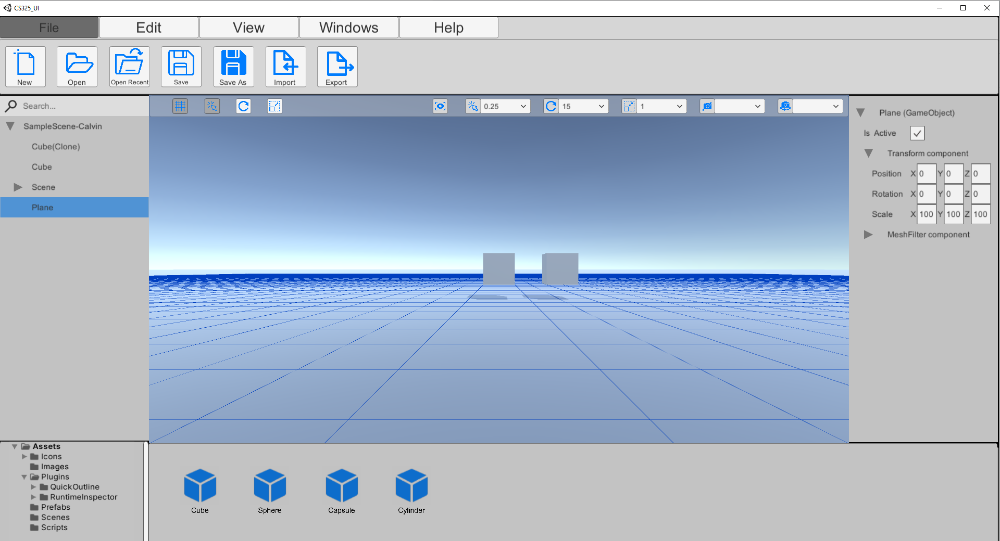 CS325_UI
File Edit View Windows Help
New Open Open Recent Save Save As Import Export
Search...
0.25 15 1
SampleScene-Calvin
Cube(Clone)
Cube
Scene
Plane
Plane (GameObject)
Is Active
Transform component
Position X 0 Y 0 Z 0
Rotation X 0 Y 0 Z 0
Scale X 100 Y 100 Z 100
MeshFilter component
Assets
Icons
Images
Plugins
QuickOutline
RuntimeInspector
Prefabs
Scenes
Scripts
Cube Sphere Capsule Cylinder